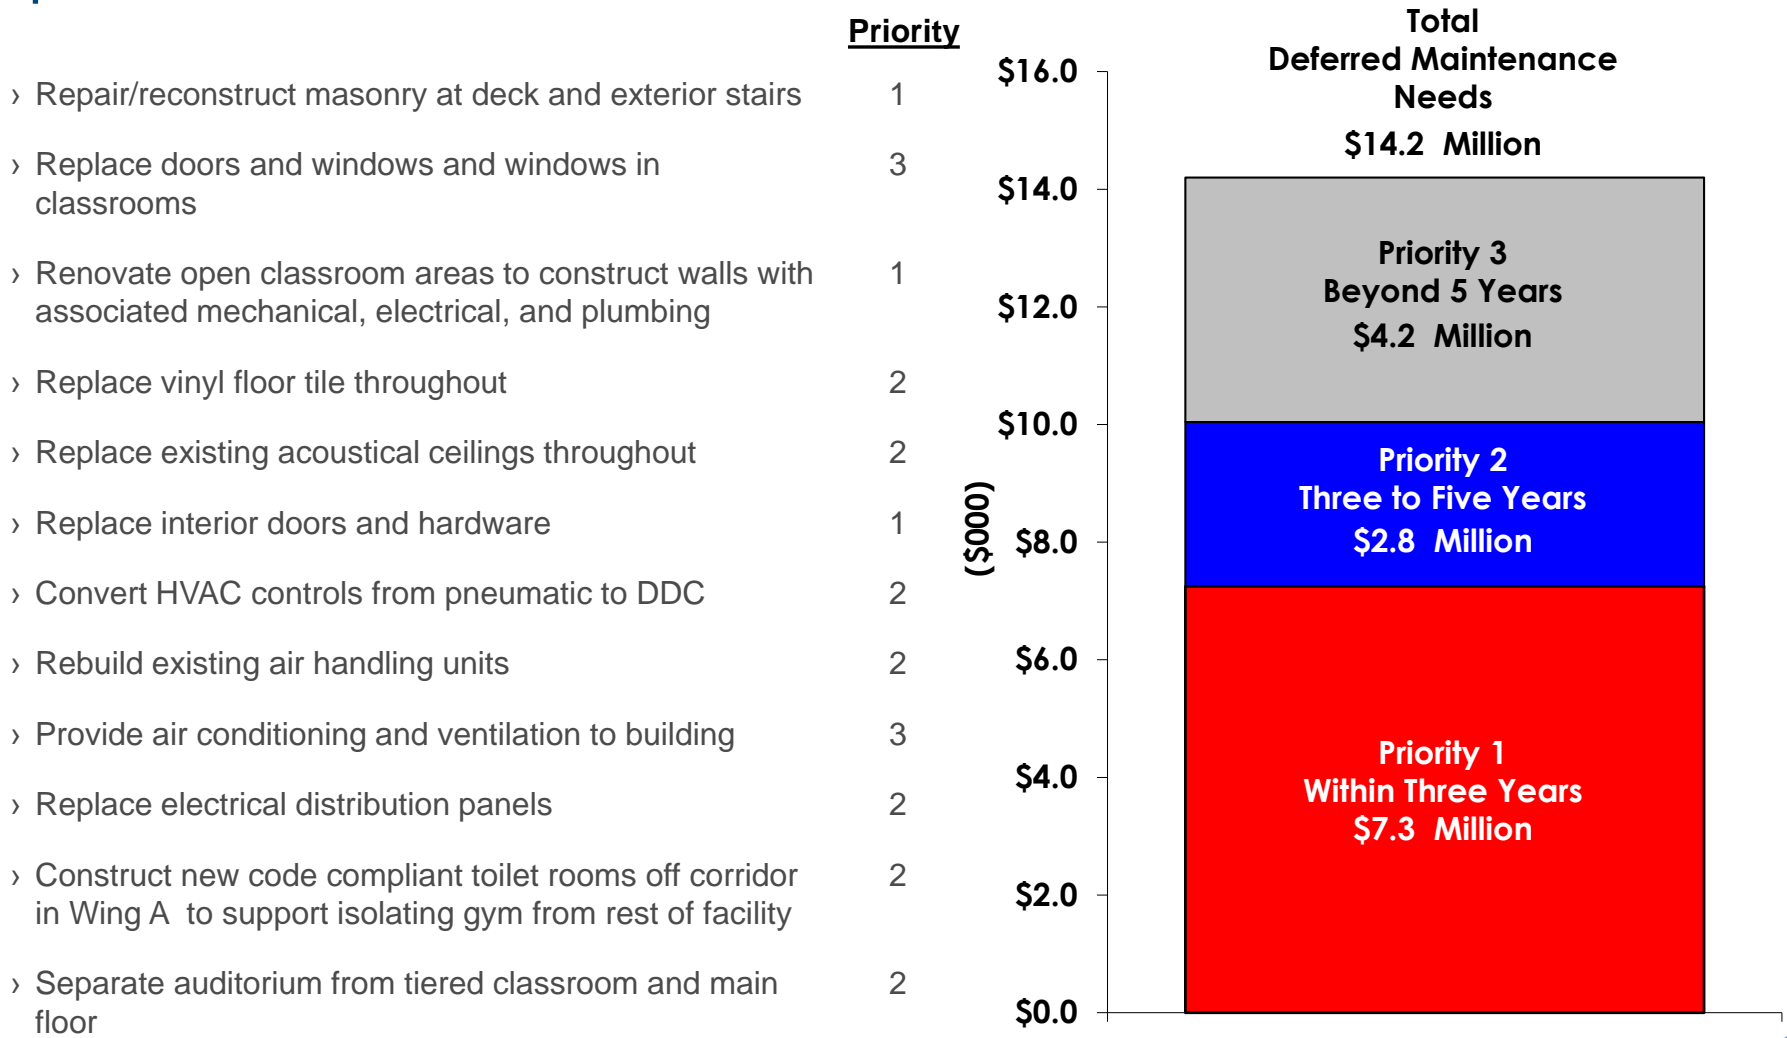 Priority
› Repair/reconstruct masonry at deck and exterior stairs 1
› Replace doors and windows and windows in 3
classrooms
› Renovate open classroom areas to construct walls with 1
associated mechanical, electrical, and plumbing
› Replace vinyl floor tile throughout 2
› Replace existing acoustical ceilings throughout 2
› Replace interior doors and hardware 1
› Convert HVAC controls from pneumatic to DDC 2
› Rebuild existing air handling units 2
› Provide air conditioning and ventilation to building 3
› Replace electrical distribution panels 2
› Construct new code compliant toilet rooms off corridor 2
in Wing A  to support isolating gym from rest of facility
› Separate auditorium from tiered classroom and main 2
floor
Total
Deferred Maintenance
Needs
$14.2  Million
($000)
$16.0
$14.0
$12.0
$10.0
$8.0
$6.0
$4.0
$2.0
$0.0
Priority 3
Beyond 5 Years
$4.2  Million
Priority 2
Three to Five Years
$2.8  Million
Priority 1
Within Three Years
$7.3  Million